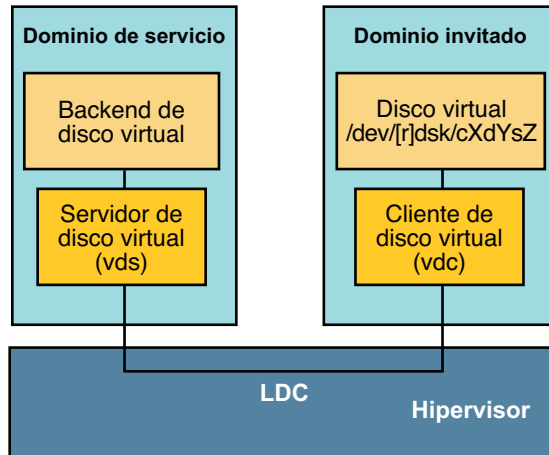 Dominio de servicio
Backend de
disco virtual
Servidor de
disco virtual
(vds)
Dominio invitado
Disco virtual
/dev/[r]dsk/cXdYsZ
Cliente de
disco virtual
(vdc)
LDC
Hipervisor